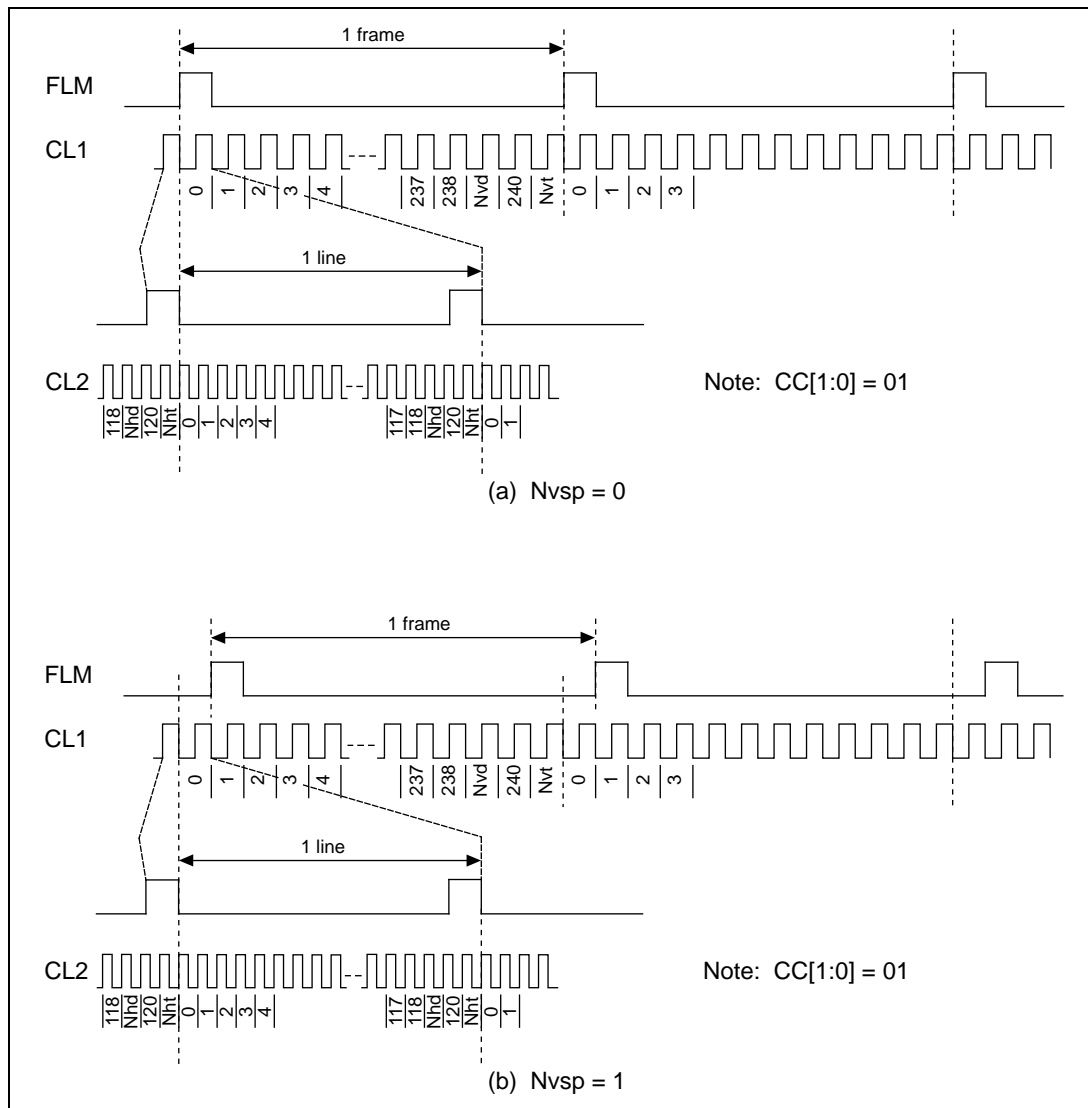 1 frame
FLM
CL1
0 1 2 3 4 237 238 Nvd 240 Nvt 0 1 2 3
1 line
CL2
Note: CC[1:0] = 01
118 Nhd 120 Nht 0 1 2 3 4 117 118 Nhd 120 Nht 0 1
(a) Nvsp = 0
1 frame
FLM
CL1
0 1 2 3 4 237 238 Nvd 240 Nvt 0 1 2 3
1 line
CL2
Note: CC[1:0] = 01
118 Nhd 120 Nht 0 1 2 3 4 117 118 Nhd 120 Nht 0 1
(b) Nvsp = 1